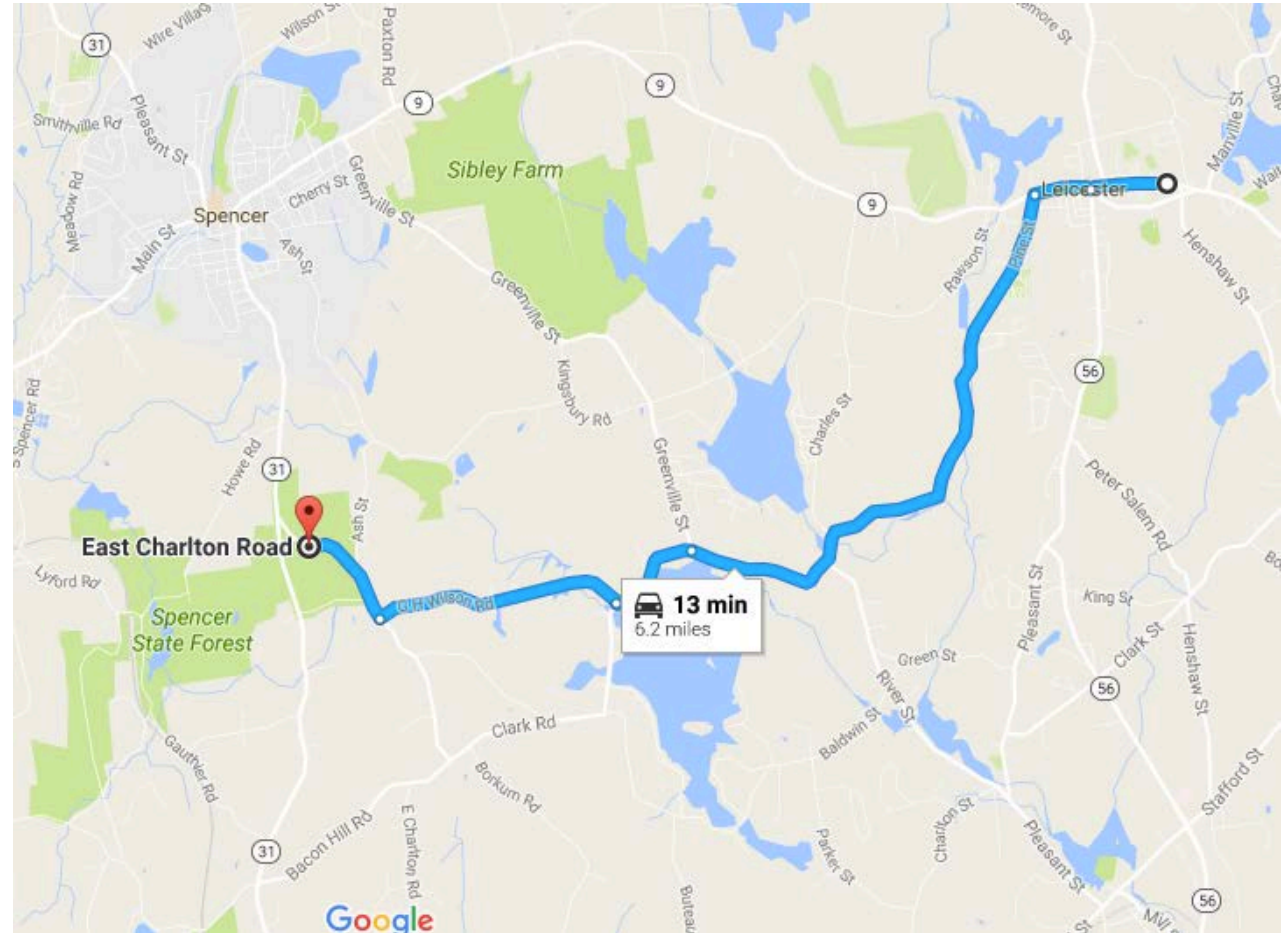 31
Wire Villag
Wilson St
Paxton Rd
9
9
Smithville Rd
Pleasant St
Meadow Rd
Spencer
Cherry St
Greenville St
Sibley Farm
Main St
Ash St
Manville St
Leicester
9
Rawson St
Pine St
Henshaw St
Greenville St
Kingsbury Rd
56
S Spencer Rd
Howe Rd
31
Charles St
Greenville St
Peter Salem Rd
Ash St
East Charlton Road
Lyford Rd
G H Wilson Rd
13 min
6.2 miles
Spencer
State Forest
King St
Pleasant St
Clark St
Henshaw St
Green St
River St
56
Clark Rd
Baldwin St
Gauthier Rd
Borkum Rd
Stafford St
E Charlton Rd
Bacon Hill Rd
31
Charlton St
Parker St
Pleasant St
56
Google